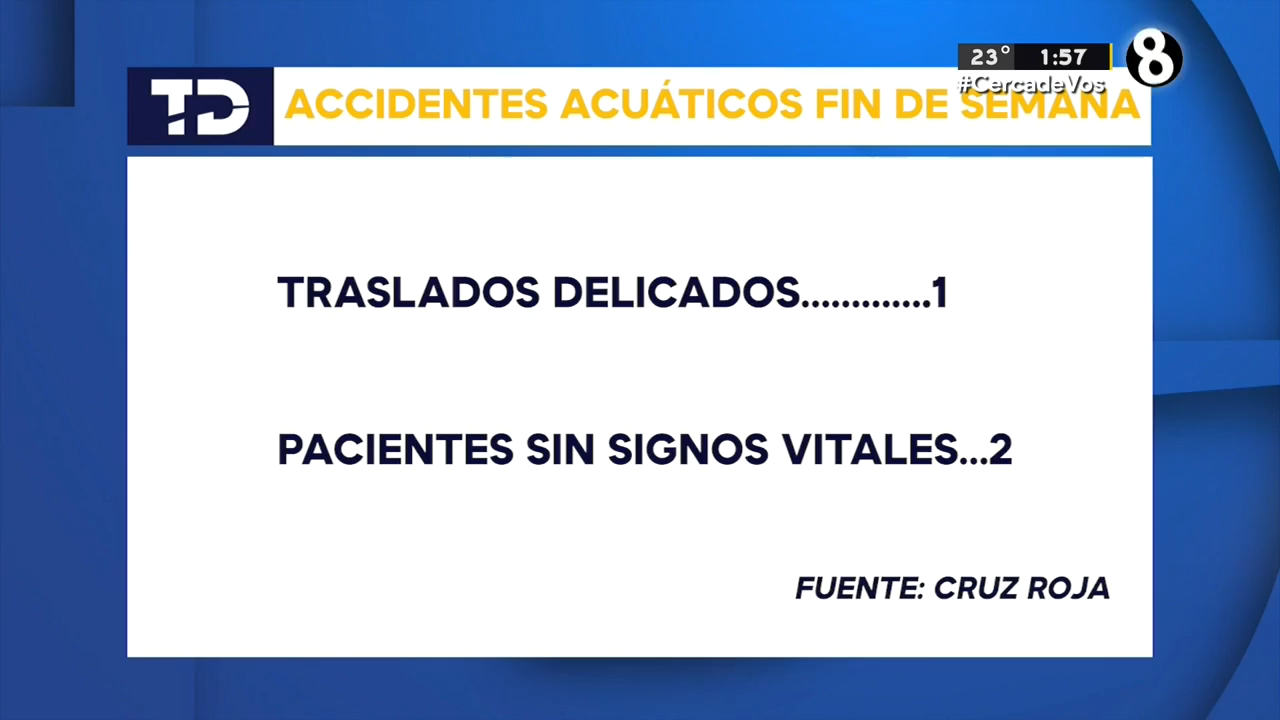 23° 1:57 8
#CercadeVos
TD ACCIDENTES ACUÁTICOS FIN DE SEMANA
TRASLADOS DELICADOS.............1
PACIENTES SIN SIGNOS VITALES...2
FUENTE: CRUZ ROJA